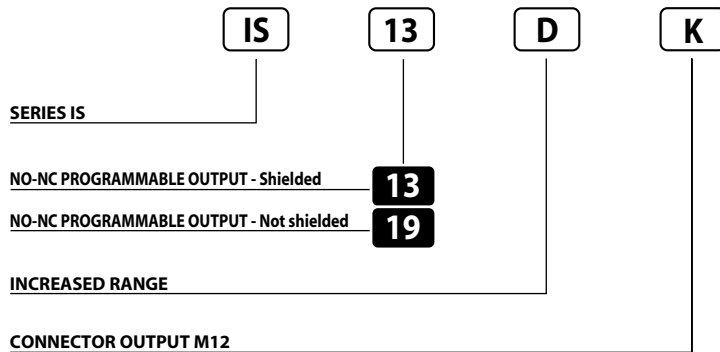 IS 13 D K
SERIES IS
NO-NC PROGRAMMABLE OUTPUT - Shielded 13
NO-NC PROGRAMMABLE OUTPUT - Not shielded 19
INCREASED RANGE
CONNECTOR OUTPUT M12